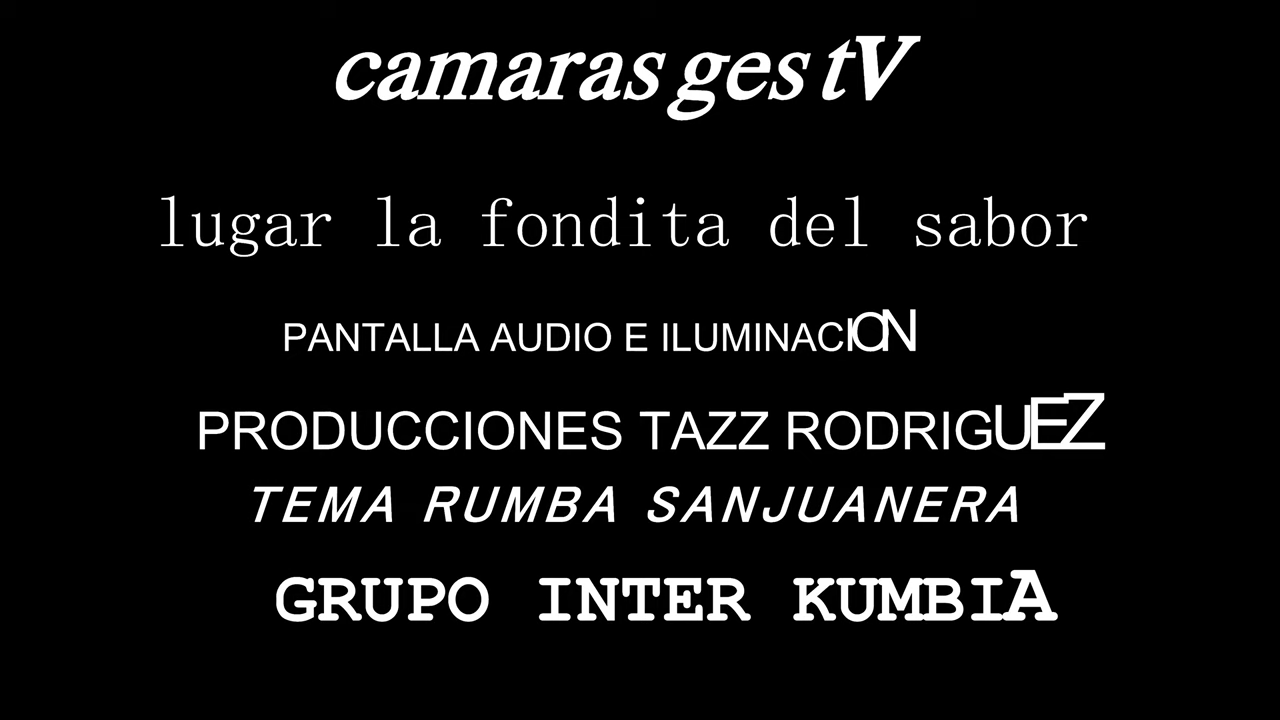 camaras ges tV
lugar la fondita del sabor
PANTALLA AUDIO E ILUMINACION
PRODUCCIONES TAZZ RODRIGUEZ
TEMA RUMBA SANJUANERA
GRUPO INTER KUMBIA